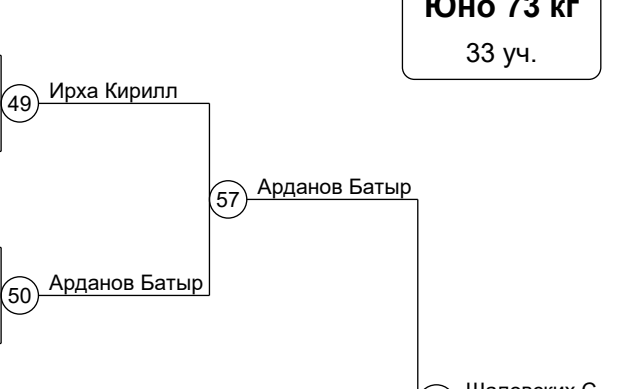 Юно 73 кг
33 уч.
49 Ирха Кирилл
57 Арданов Батыр
50 Арданов Батыр